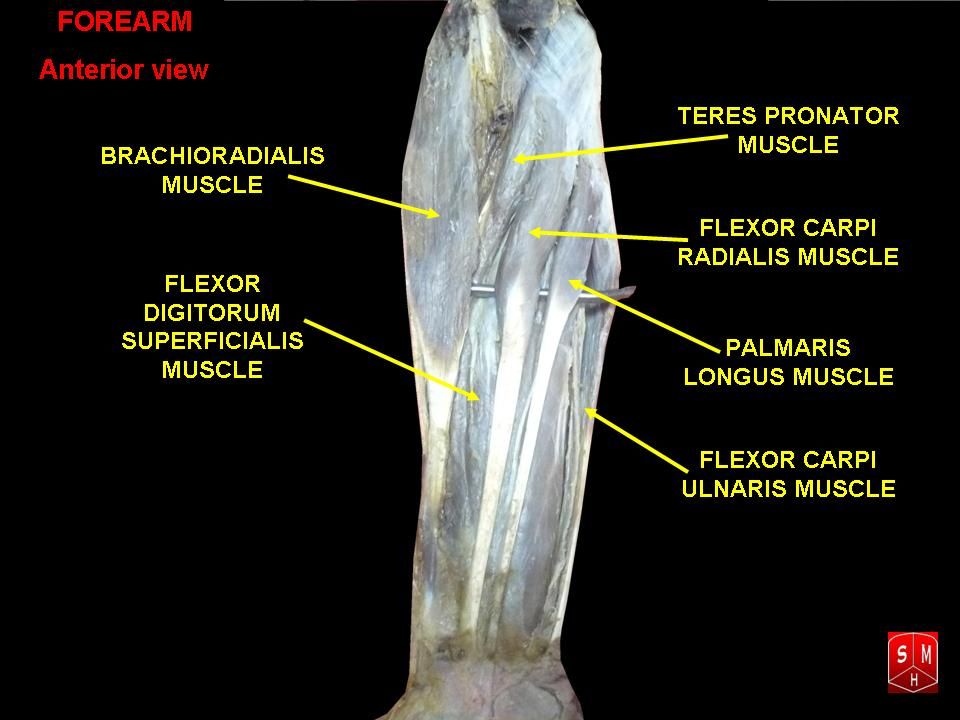 FOREARM
Anterior view
BRACHIORADIALIS
MUSCLE
FLEXOR
DIGITORUM
SUPERFICIALIS
MUSCLE
TERES PRONATOR
MUSCLE
FLEXOR CARPI
RADIALIS MUSCLE
PALMARIS
LONGUS MUSCLE
FLEXOR CARPI
ULNARIS MUSCLE
S M
H